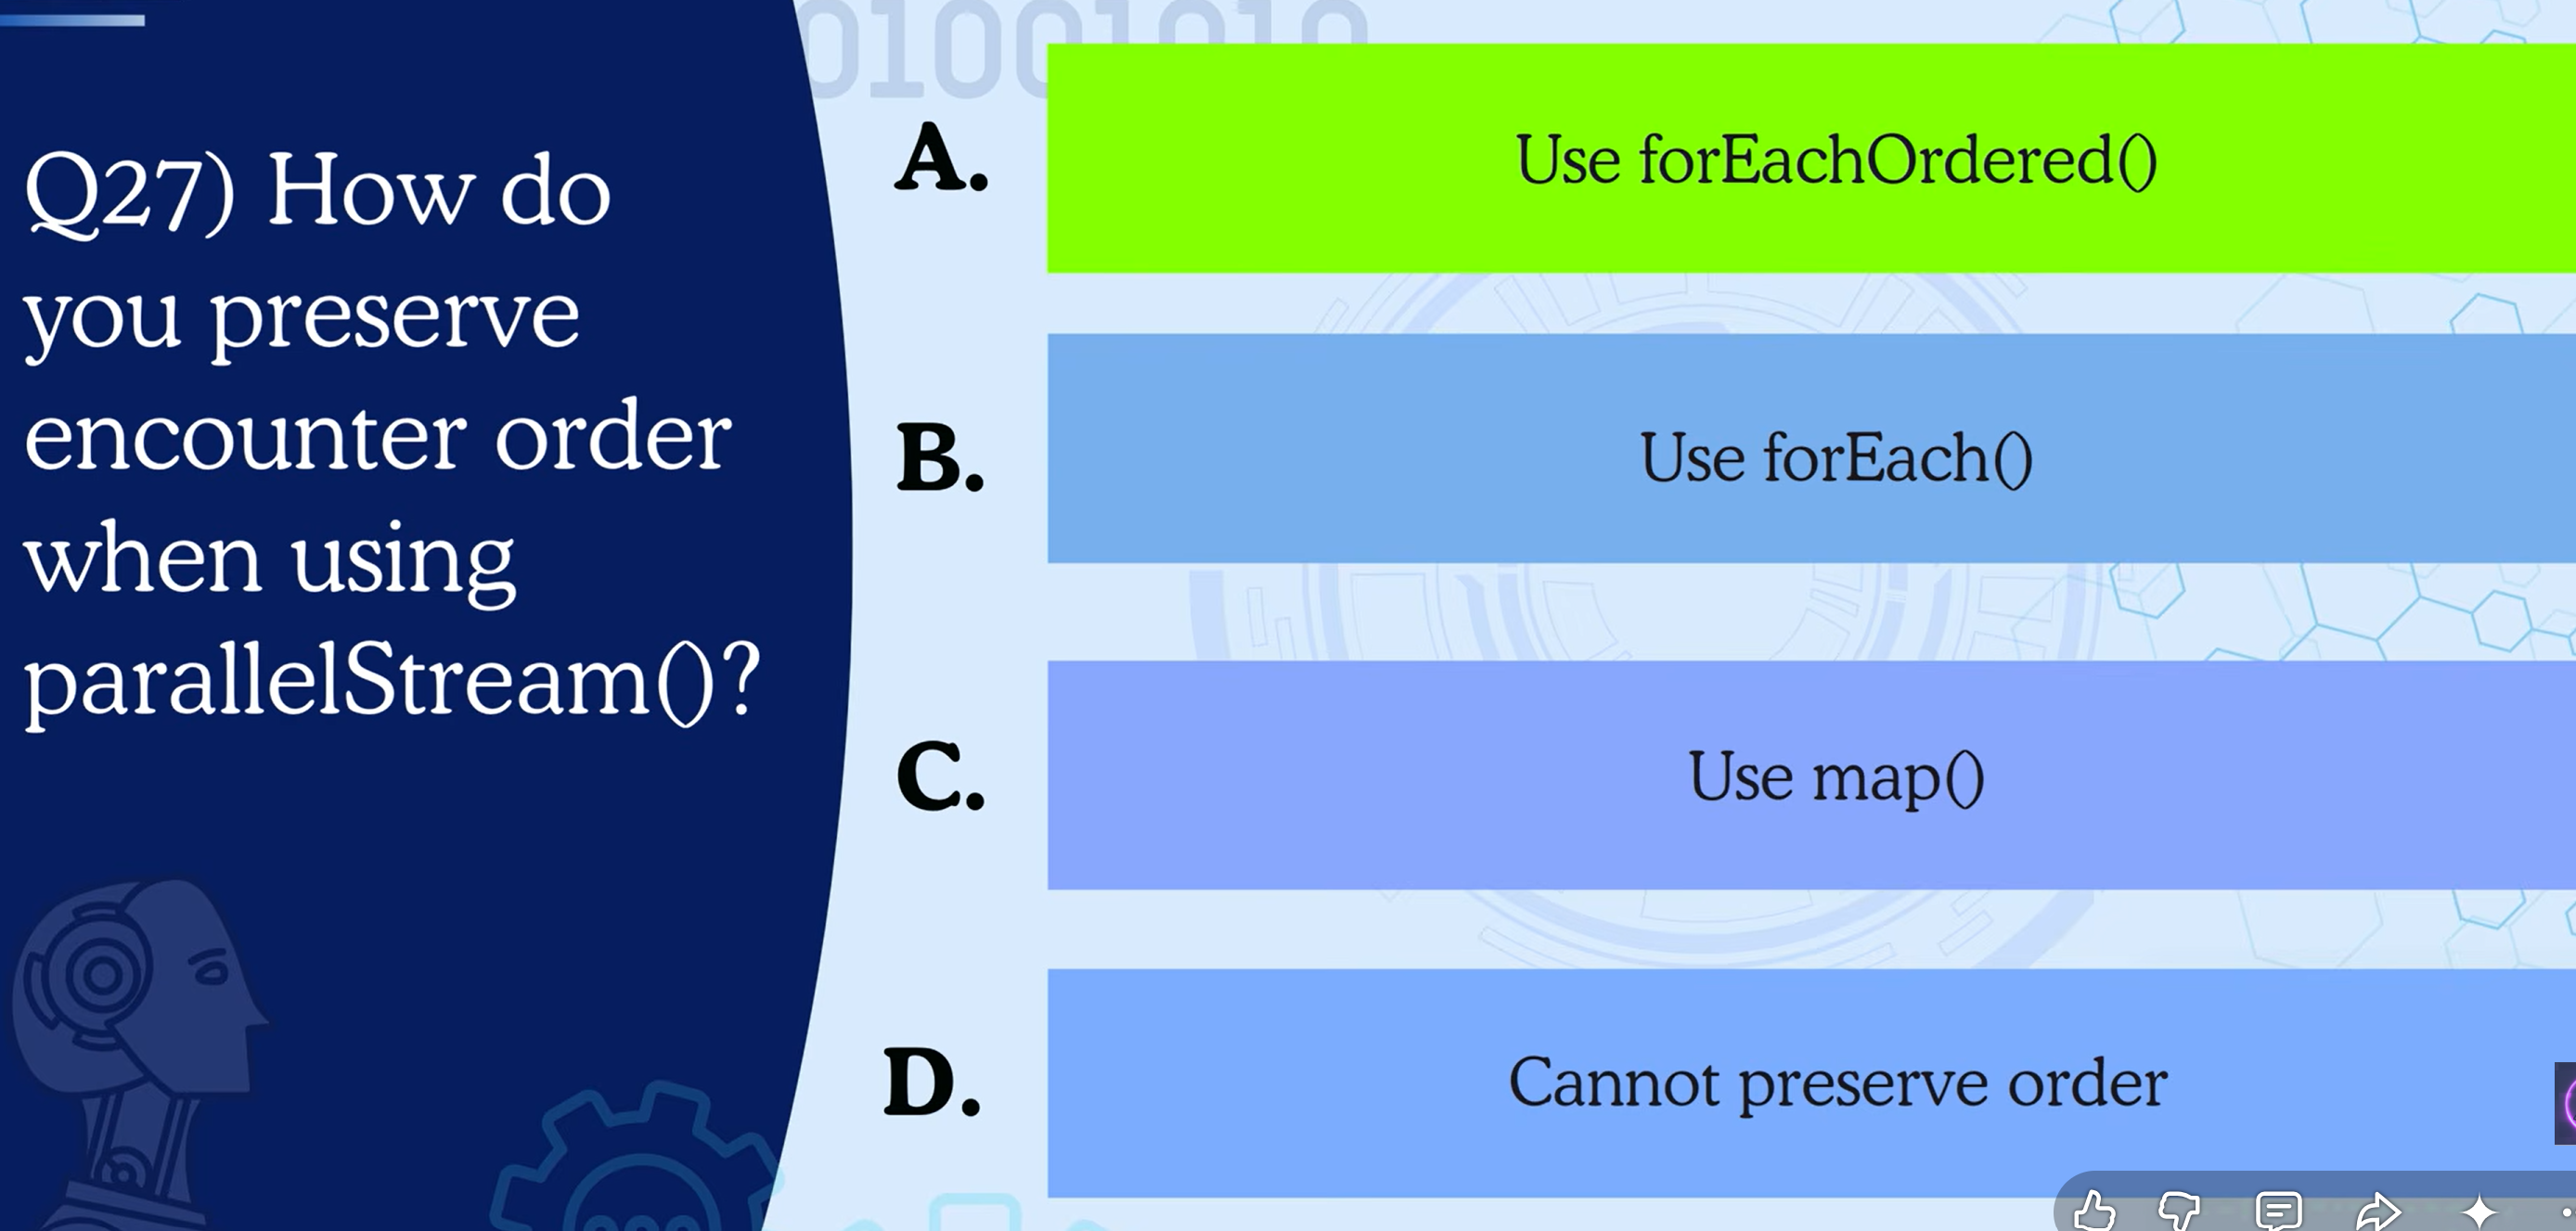 01001010
Q27) How do
you preserve
encounter order
when using
parallelStream()?
A.
Use forEachOrdered()
B.
Use forEach()
C.
Use map()
D.
Cannot preserve order